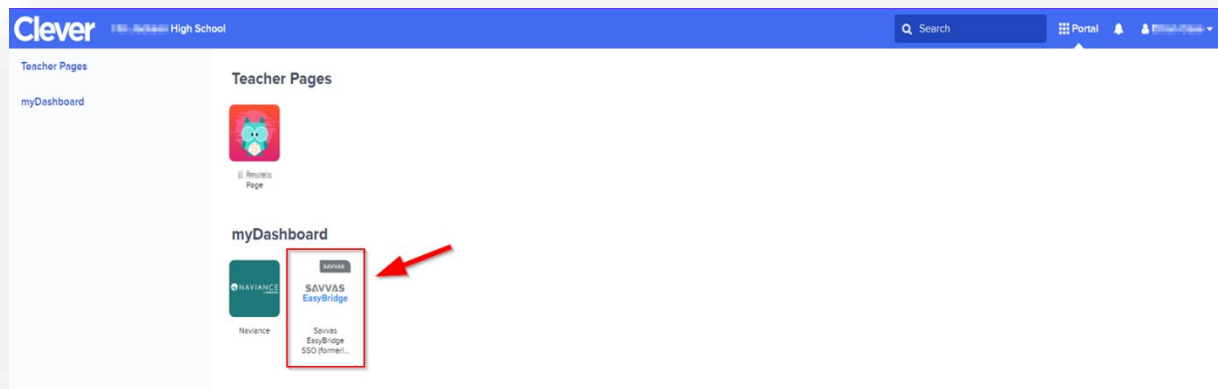 Clever
High School
Search
Portal
Teacher Pages
myDashboard
Teacher Pages
Page
myDashboard
NAVIANCE
SAVVAS
SAVVAS
EasyBridge
Naviance
Savvas
EasyBridge
SSO (formerl...